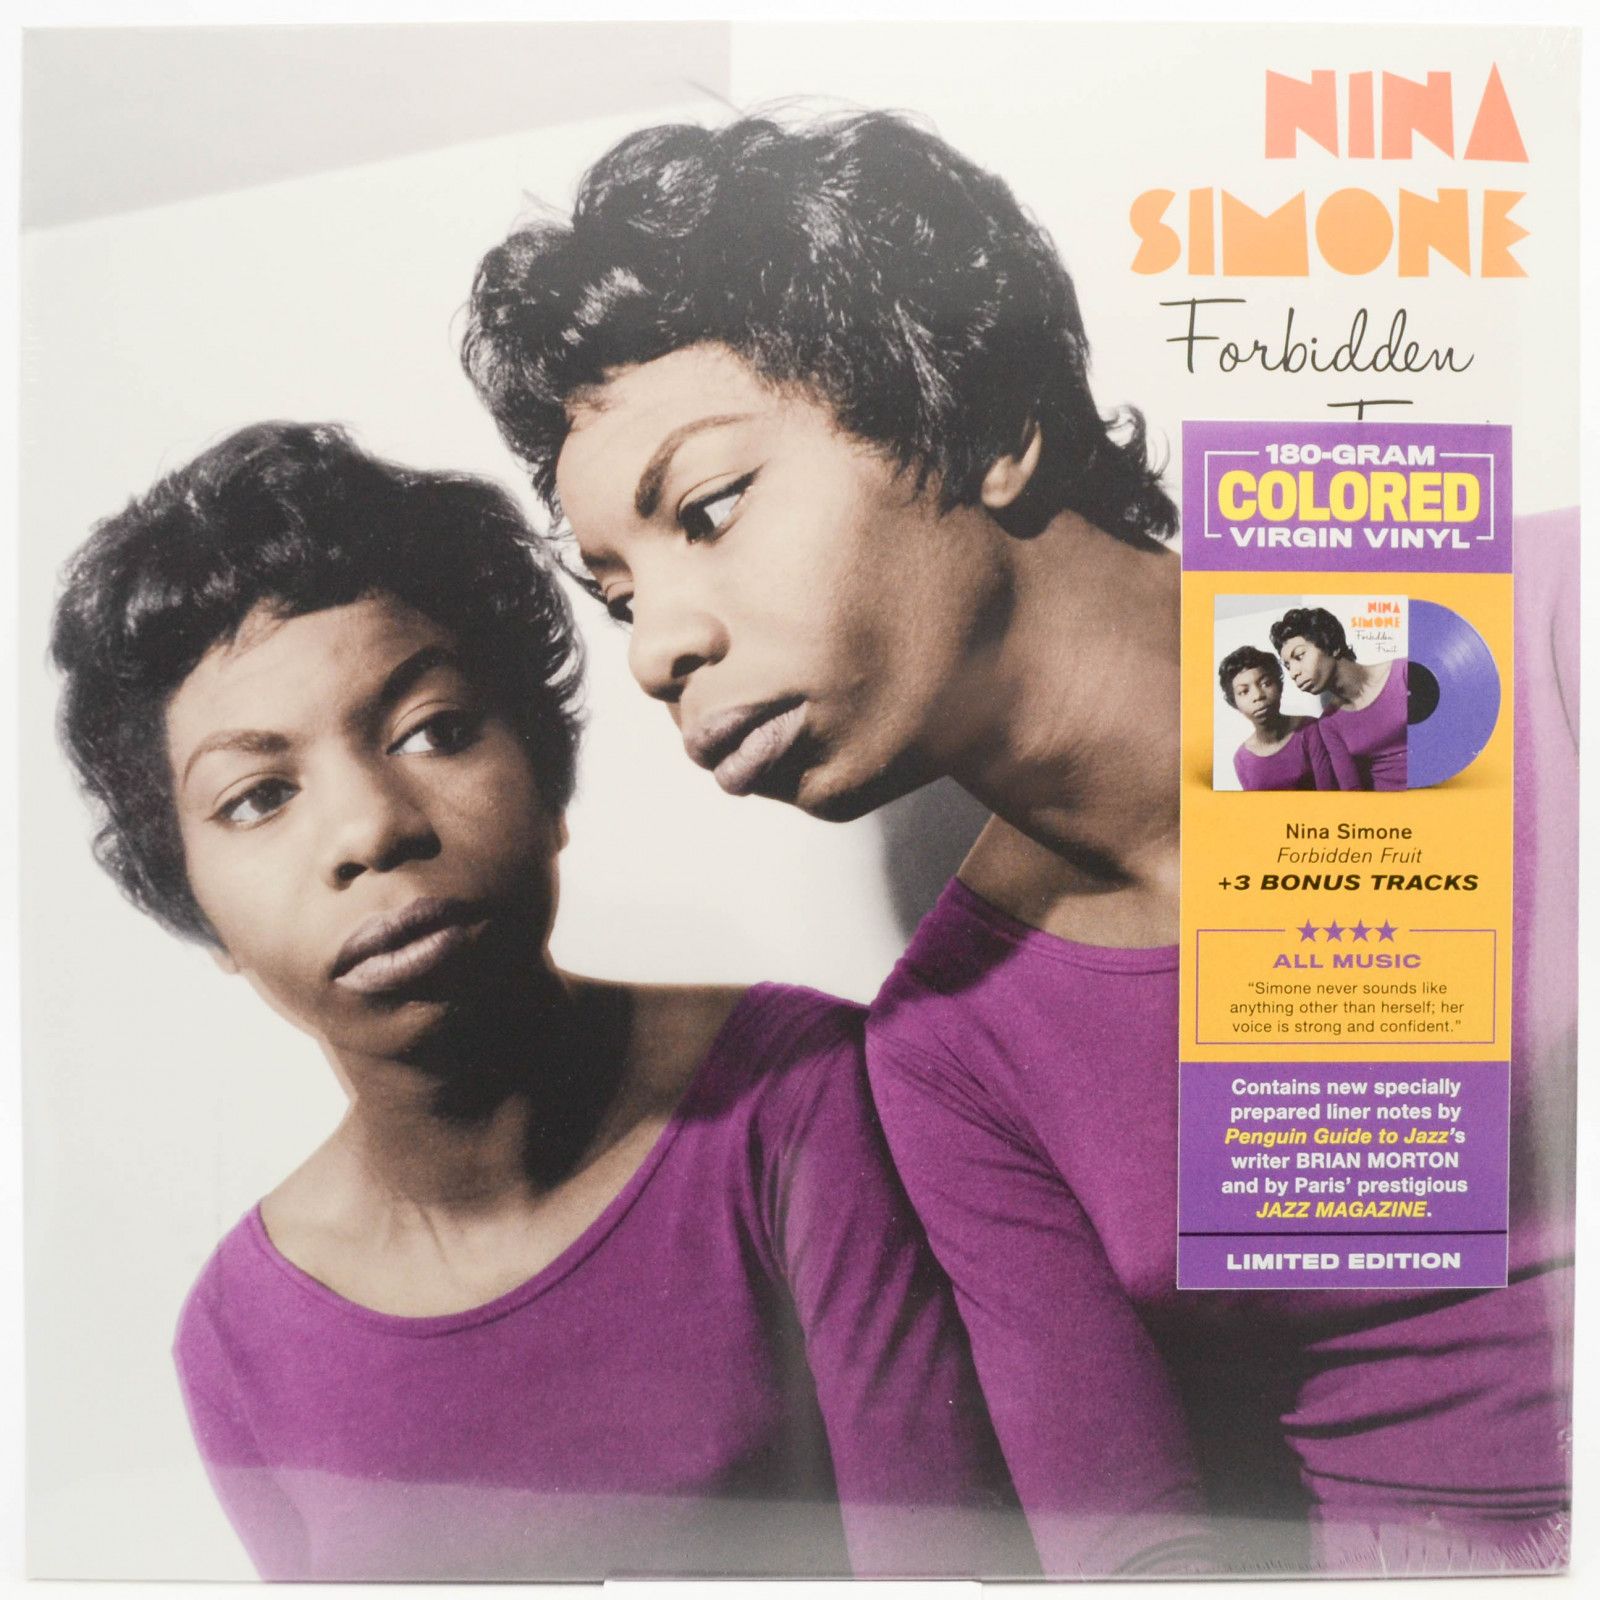 NINA
SIMONE
Forbidden
180-GRAM
COLORED
VIRGIN VINYL
NINA
SIMONE
Forbidden
Fruit
Nina Simone
Forbidden Fruit
+3 BONUS TRACKS
★★★★
ALL MUSIC
“Simone never sounds like
anything other than herself; her
voice is strong and confident.”
Contains new specially
prepared liner notes by
Penguin Guide to Jazz’s
writer BRIAN MORTON
and by Paris’ prestigious
JAZZ MAGAZINE.
LIMITED EDITION